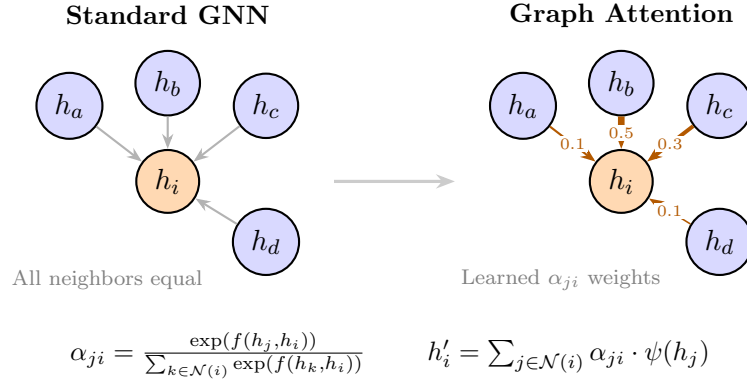 Standard GNN
Graph Attention
h_a
h_b
h_c
h_i
h_d
All neighbors equal
h_a
h_b
h_c
0.1
0.5
0.3
h_i
0.1
h_d
Learned α_{ji} weights
α_{ji} = \frac{exp(f(h_j,h_i))}{∑_{k∈𝒩(i)} exp(f(h_k,h_i))}
h'_i = ∑_{j∈𝒩(i)} α_{ji} · ψ(h_j)